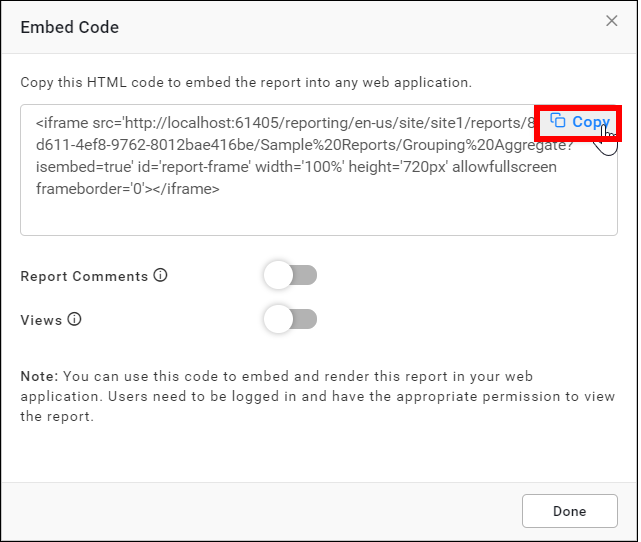 Embed Code
Copy this HTML code to embed the report into any web application.
<iframe src='http://localhost:61405/reporting/en-us/site/site1/reports/8
Copy
d611-4ef8-9762-8012bae416be/Sample%20Reports/Grouping%20Aggregate?
isembed=true' id='report-frame' width='100%' height='720px' allowfullscreen
frameborder='0'></iframe>
Report Comments
Views
Note: You can use this code to embed and render this report in your web
application. Users need to be logged in and have the appropriate permission to view
the report.
Done